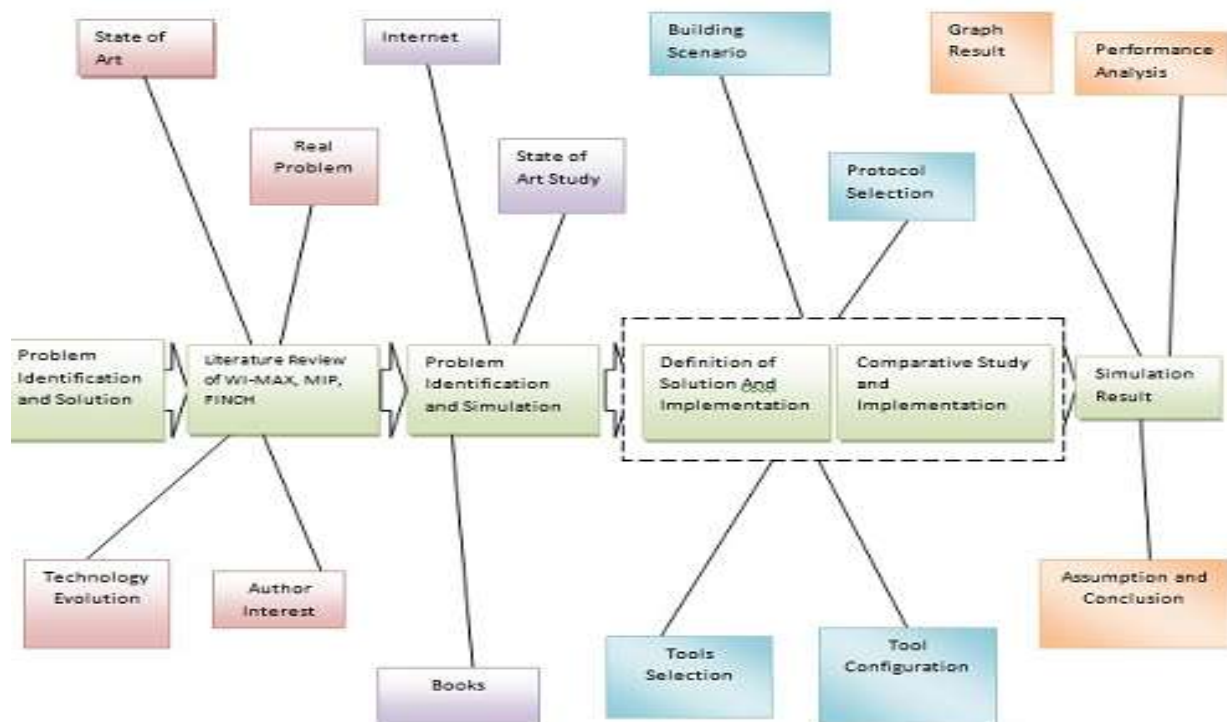 State of
Art
Internet
Building
Scenario
Graph
Result
Performance
Analysis
Real
Problem
State of
Art Study
Protocol
Selection
Problem
Identification
and Solution
Literature Review
of WI-MAX, MIP,
FINCH
Problem
Identification
and Simulation
Definition of
Solution And
Implementation
Comparative Study
and
Implementation
Simulation
Result
Technology
Evolution
Author
Interest
Books
Tools
Selection
Tool
Configuration
Assumption and
Conclusion